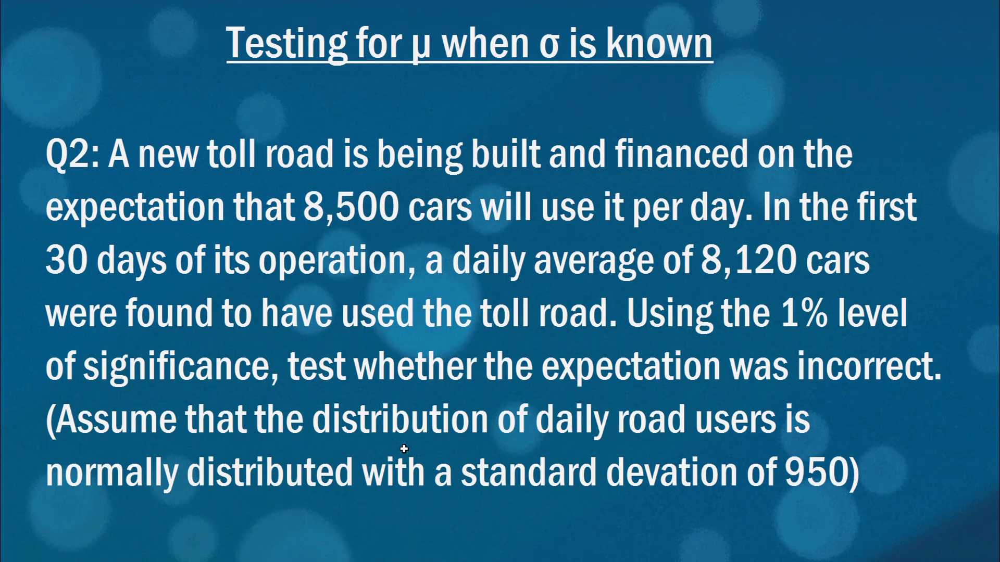 Testing for μ when σ is known
Q2: A new toll road is being built and financed on the
expectation that 8,500 cars will use it per day. In the first
30 days of its operation, a daily average of 8,120 cars
were found to have used the toll road. Using the 1% level
of significance, test whether the expectation was incorrect.
(Assume that the distribution of daily road users is
normally distributed with a standard devation of 950)